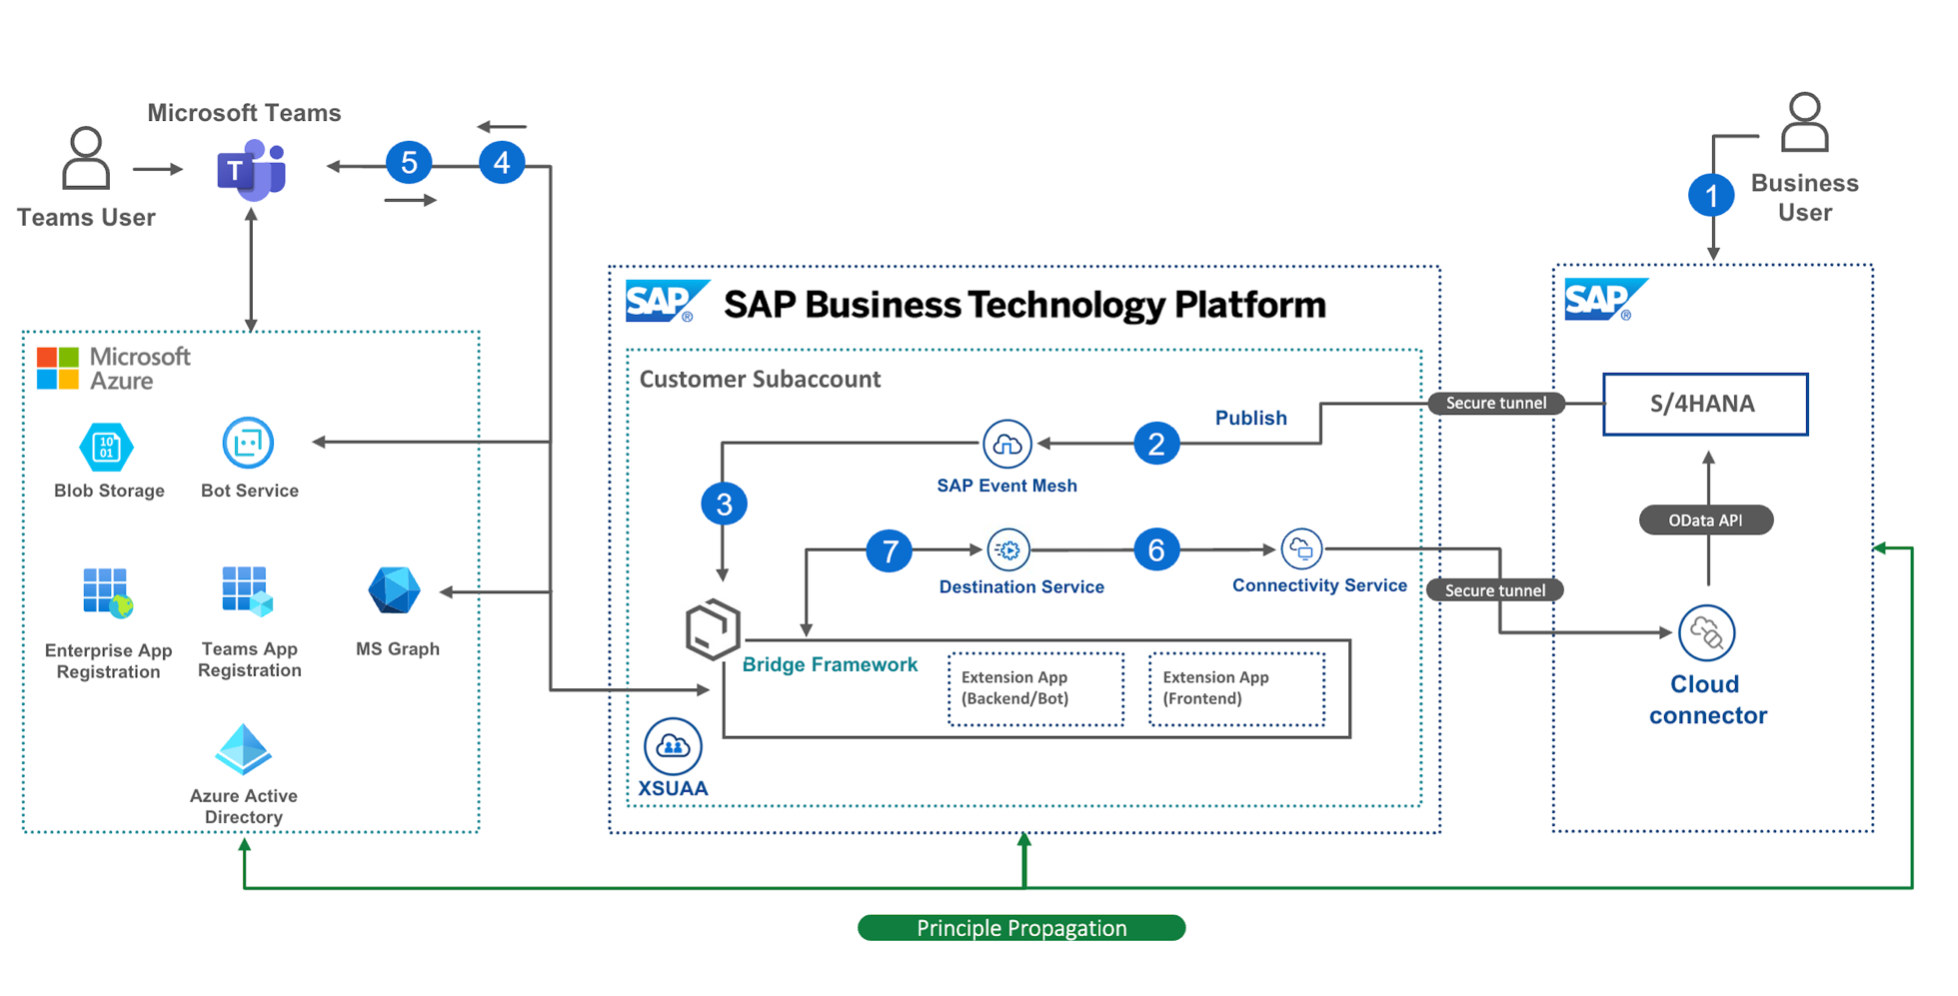 Microsoft Teams
T
5
4
Teams User
1
Business
User
SAP®
SAP Business Technology Platform
SAP®
Microsoft
Azure
Customer Subaccount
Secure tunnel
S/4HANA
Publish
2
10
01
Blob Storage
Bot Service
SAP Event Mesh
3
OData API
7
6
Destination Service
Connectivity Service
Secure tunnel
Enterprise App
Registration
Teams App
Registration
MS Graph
Bridge Framework
Extension App
(Backend/Bot)
Extension App
(Frontend)
Cloud
connector
XSUAA
Azure Active
Directory
Principle Propagation